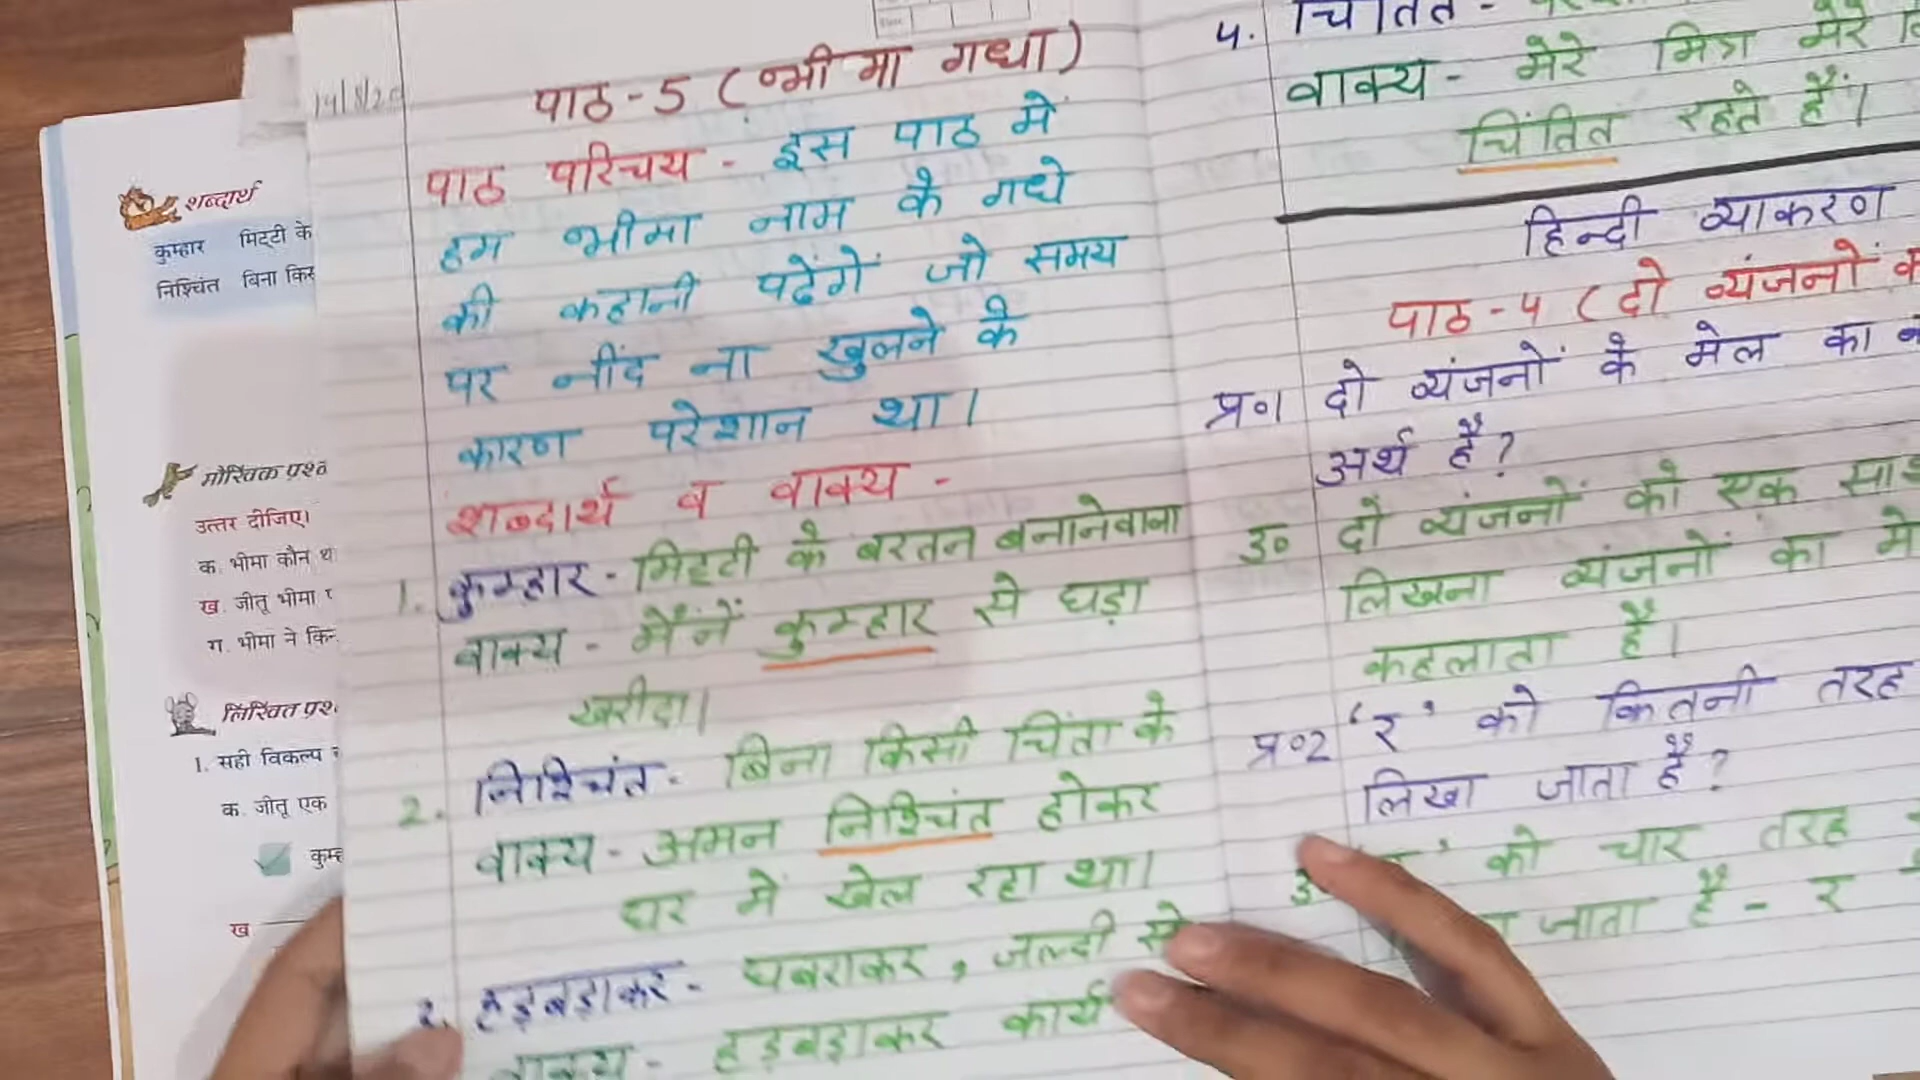 पाठ - 5 ( भीमा गधा )
पाठ परिचय - इस पाठ में
हम भीमा नाम के गधे
की कहानी पढेंगें जो समय
पर नींद ना खुलने के
कारण परेशान था।
शब्दार्थ व वाक्य -
1. कुम्हार - मिट्टी के बरतन बनानेवाला
वाक्य - मैंनें कुम्हार से घड़ा
खरीदा।
2. निश्चिंत - बिना किसी चिंता के
वाक्य - अमन निश्चिंत होकर
घर में खेल रहा था।
हड़बड़ाकर - घबराकर, जल्दी से
वाक्य - हड़बड़ाकर कार्य
4. चिंतित -
वाक्य - मेरे मित्र मेरे
चिंतित रहते हैं।
हिन्दी व्याकरण
पाठ - 4 ( दो व्यंजनों
प्र०1 दो व्यंजनों के मेल का
अर्थ है?
उ० दो व्यंजनों को एक
लिखना व्यंजनों का
कहलाता है।
प्र०2 'र' को कितनी तरह
लिखा जाता है?
को चार तरह
जाता है - र
शब्दार्थ
कुम्हार मिट्टी के
निश्चिंत बिना
मौखिक
उत्तर दीजिए।
क. भीमा कौन
ख. जीतू भीमा
ग. भीमा ने
लिखित
1. सही विकल्प
क. जीतू एक
ख